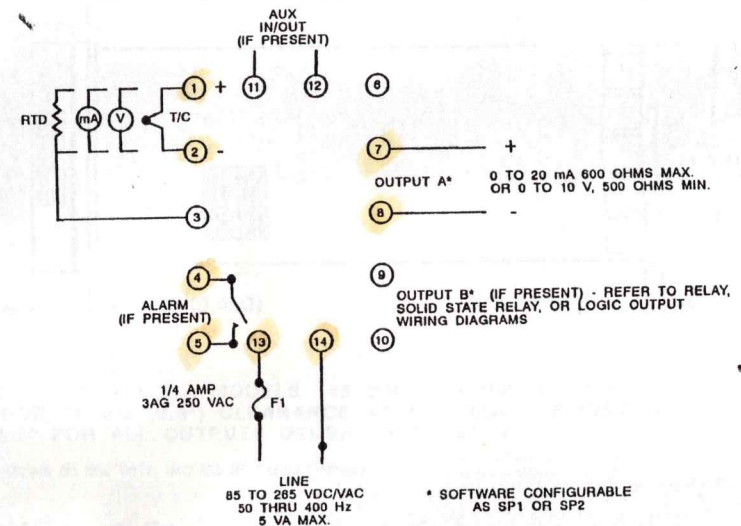 AUX
IN/OUT
(IF PRESENT)
1 + 11 12 6
RTD mA V T/C
2 - 7 +
OUTPUT A* 0 TO 20 mA 600 OHMS MAX.
OR 0 TO 10 V, 500 OHMS MIN.
3 8 -
4 9
ALARM
(IF PRESENT)
OUTPUT B* (IF PRESENT) - REFER TO RELAY,
SOLID STATE RELAY, OR LOGIC OUTPUT
WIRING DIAGRAMS
5 13 14 10
1/4 AMP
3AG 250 VAC
F1
LINE
85 TO 265 VDC/VAC
50 THRU 400 Hz
5 VA MAX.
* SOFTWARE CONFIGURABLE
AS SP1 OR SP2